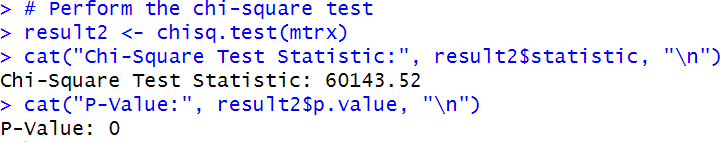 > # Perform the chi-square test
> result2 <- chisq.test(mtrx)
> cat("Chi-Square Test Statistic:", result2$statistic, "\n")
Chi-Square Test Statistic: 60143.52
> cat("P-Value:", result2$p.value, "\n")
P-Value: 0